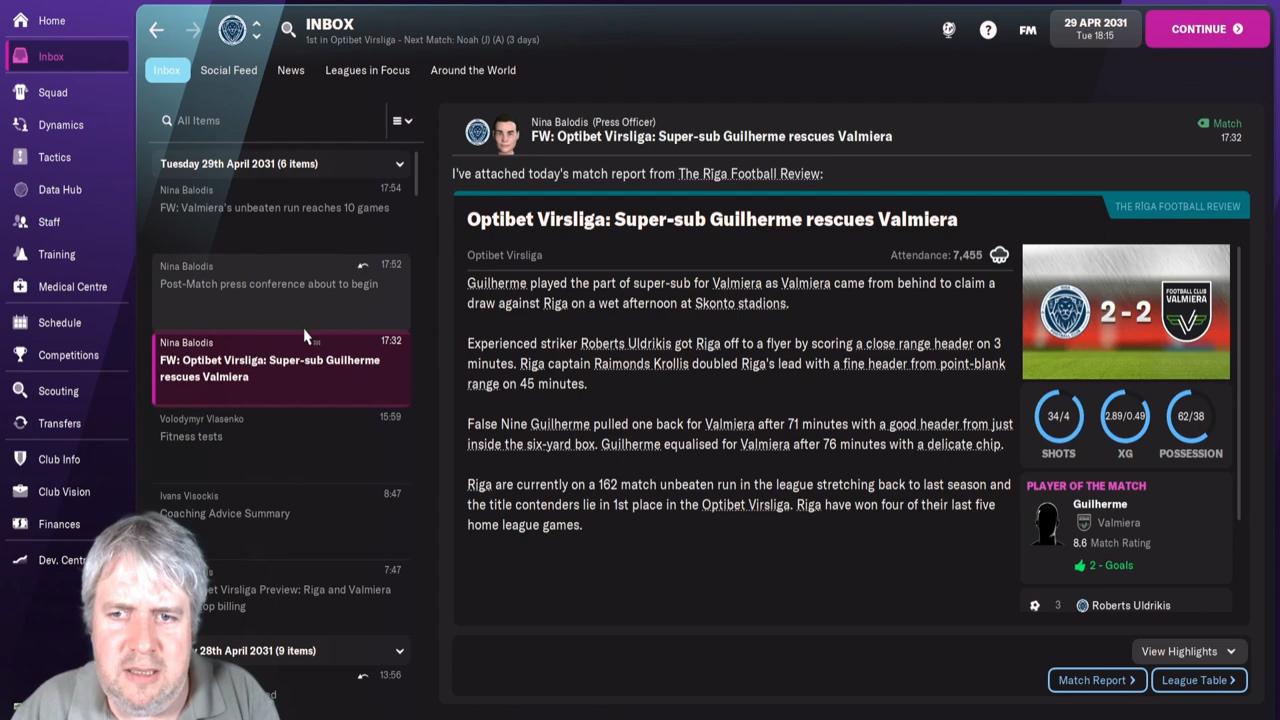 Home
Inbox
Squad
Dynamics
Tactics
Data Hub
Staff
Training
Medical Centre
Schedule
Competitions
Scouting
Transfers
Club Info
Club Vision
Finances
Dev. Cent
INBOX
1st in Optibet Virsliga - Next Match: Noah (J) (A) (3 days)
?
FM
29 APR 2031
Tue 18:15
CONTINUE
Inbox
Social Feed
News
Leagues in Focus
Around the World
All Items
Tuesday 29th April 2031 (6 items)
Nina Balodis
17:54
FW: Valmiera's unbeaten run reaches 10 games
Nina Balodis
17:52
Post-Match press conference about to begin
Nina Balodis
17:32
FW: Optibet Virsliga: Super-sub Guilherme
rescues Valmiera
Volodymyr Vlasenko
15:59
Fitness tests
Ivans Visockis
8:47
Coaching Advice Summary
7:47
bet Virsliga Preview: Riga and Valmiera
op billing
28th April 2031 (9 items)
13:56
Nina Balodis (Press Officer)
FW: Optibet Virsliga: Super-sub Guilherme rescues Valmiera
Match
17:32
I've attached today's match report from The Rīga Football Review:
THE RĪGA FOOTBALL REVIEW
Optibet Virsliga: Super-sub Guilherme rescues Valmiera
Optibet Virsliga
Attendance: 7,455
Guilherme played the part of super-sub for Valmiera as Valmiera came from behind to claim a
draw against Riga on a wet afternoon at Skonto stadions.
Experienced striker Roberts Uldrikis got Riga off to a flyer by scoring a close range header on 3
minutes. Riga captain Raimonds Krollis doubled Riga's lead with a fine header from point-blank
range on 45 minutes.
False Nine Guilherme pulled one back for Valmiera after 71 minutes with a good header from just
inside the six-yard box. Guilherme equalised for Valmiera after 76 minutes with a delicate chip.
Riga are currently on a 162 match unbeaten run in the league stretching back to last season and
the title contenders lie in 1st place in the Optibet Virsliga. Riga have won four of their last five
home league games.
2 - 2
FOOTBALL CLUB
VALMIERA
34/4
2.89/0.49
62/38
SHOTS
XG
POSSESSION
PLAYER OF THE MATCH
Guilherme
Valmiera
8.6 Match Rating
2 - Goals
3
Roberts Uldrikis
View Highlights
Match Report
League Table